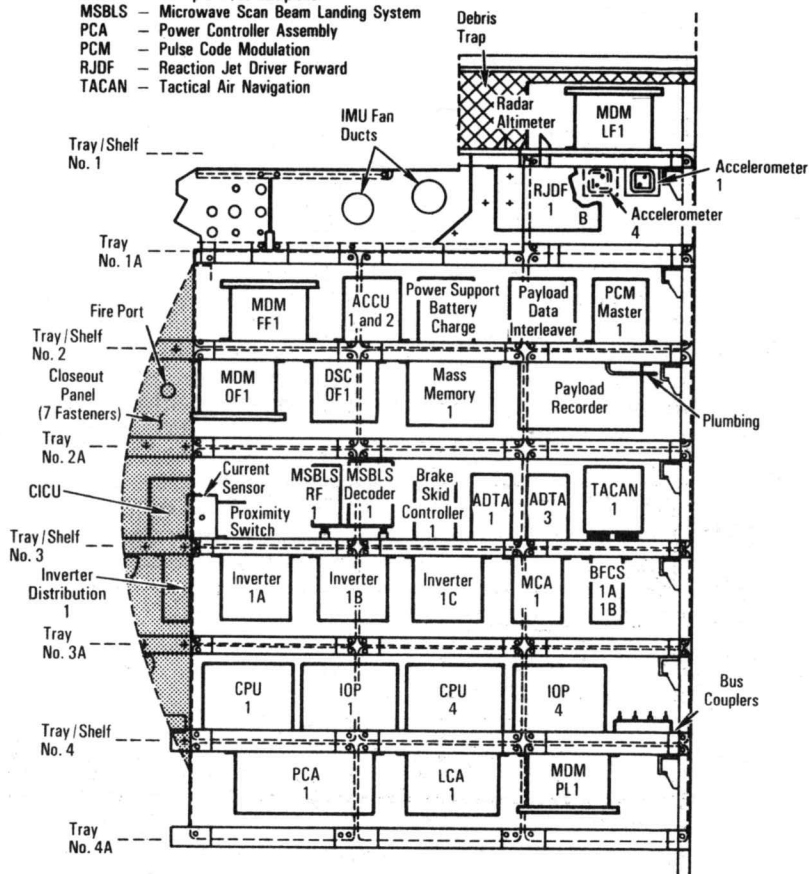 MSBLS – Microwave Scan Beam Landing System
PCA – Power Controller Assembly
PCM – Pulse Code Modulation
RJDF – Reaction Jet Driver Forward
TACAN – Tactical Air Navigation
Debris
Trap
IMU Fan
Ducts
Radar
Altimeter
MDM
LF1
Tray/Shelf
No. 1
RJDF
1
B
Accelerometer
1
Accelerometer
4
Tray
No. 1A
MDM
FF1
ACCU
1 and 2
Power Support
Battery
Charge
Payload
Data
Interleaver
PCM
Master
1
Fire Port
Tray/Shelf
No. 2
Closeout
Panel
(7 Fasteners)
MDM
OF1
DSC
OF1
Mass
Memory
1
Payload
Recorder
Plumbing
Tray
No. 2A
CICU
Current
Sensor
Proximity
Switch
MSBLS
RF
1
MSBLS
Decoder
1
Brake
Skid
Controller
1
ADTA
1
ADTA
3
TACAN
1
Tray/Shelf
No. 3
Inverter
Distribution
1
Inverter
1A
Inverter
1B
Inverter
1C
MCA
1
BFCS
1A
1B
Tray
No. 3A
CPU
1
IOP
1
CPU
4
IOP
4
Bus
Couplers
Tray/Shelf
No. 4
PCA
1
LCA
1
MDM
PL1
Tray
No. 4A